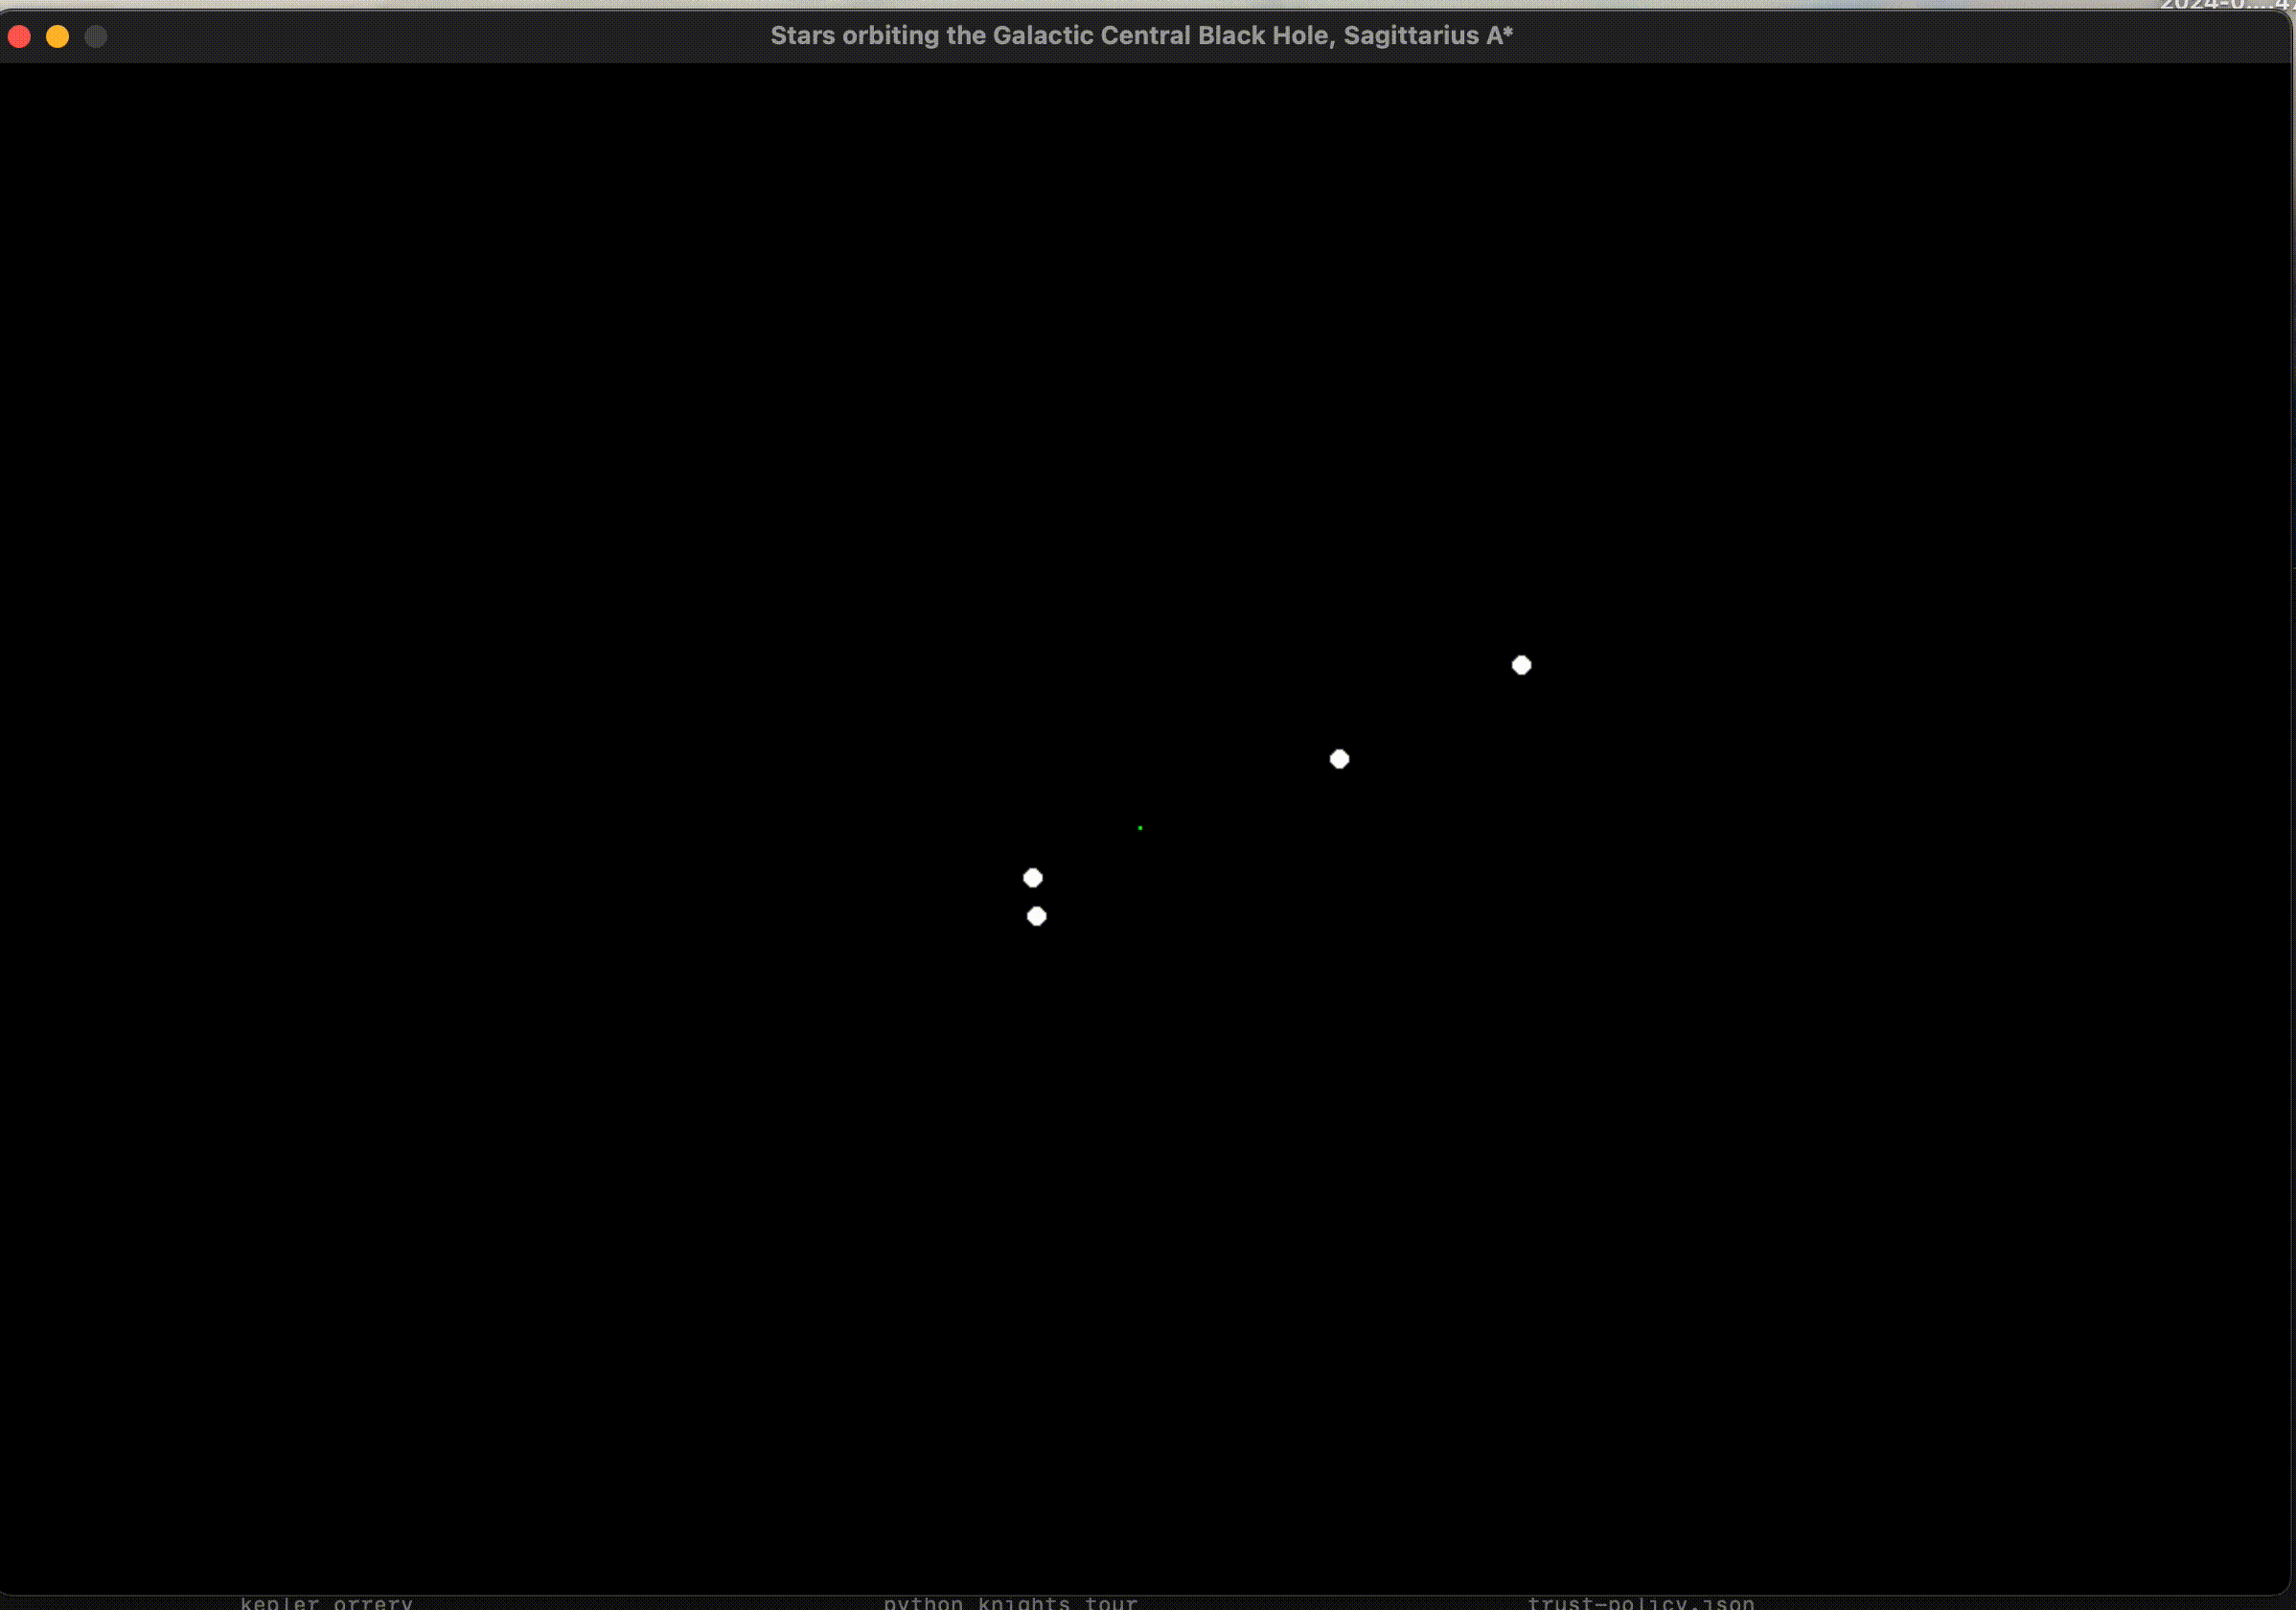 2024-0....4
Stars orbiting the Galactic Central Black Hole, Sagittarius A*
kepler orrery python knights tour trust-policy.json